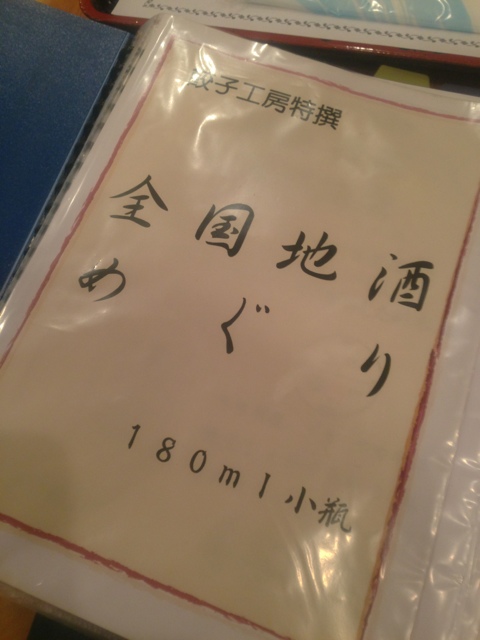 餃子工房特撰
全国地酒
めぐり
180ml小瓶